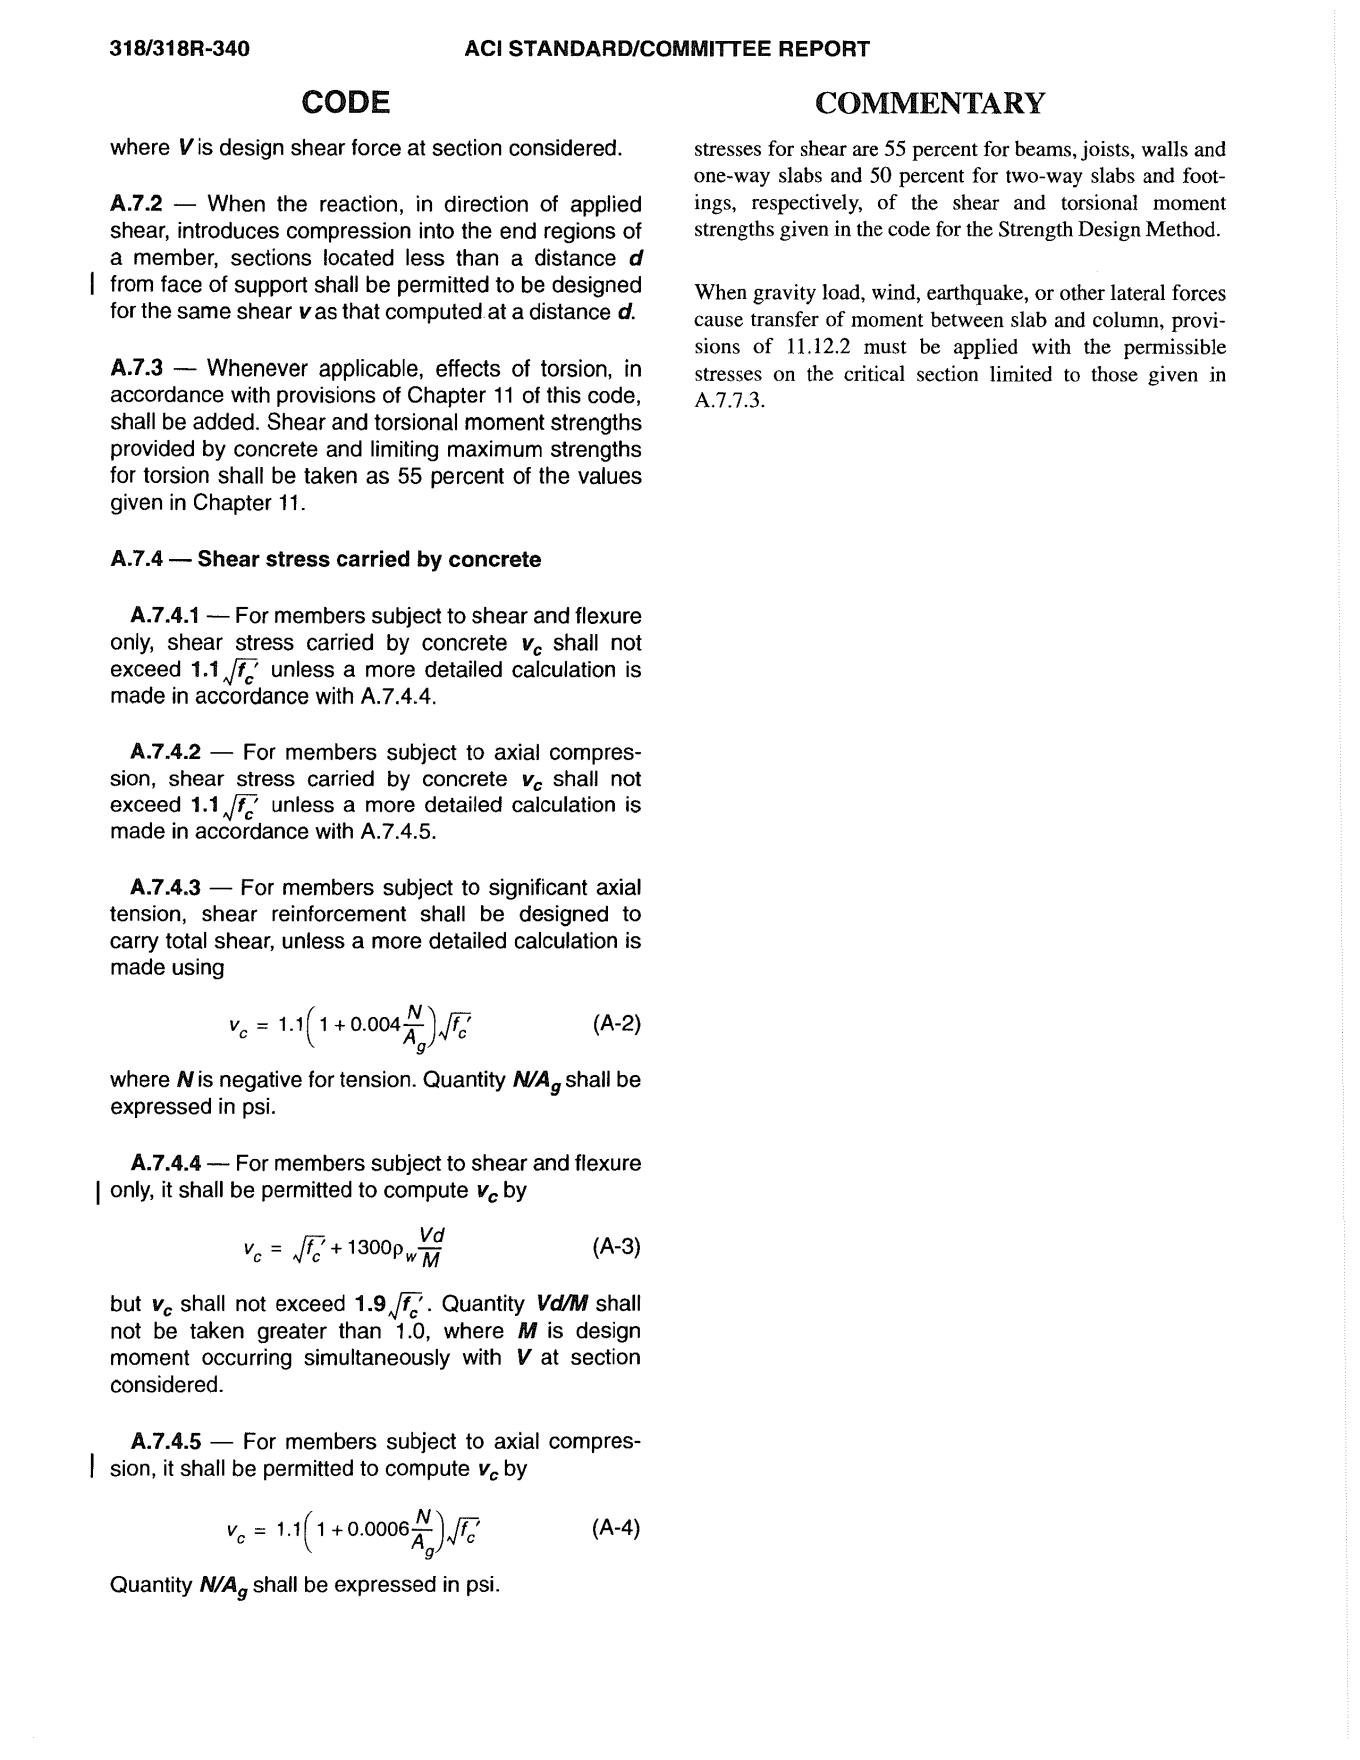 318/318R-340 ACI STANDARD/COMMITTEE REPORT
CODE
where V is design shear force at section considered.
A.7.2 — When the reaction, in direction of applied
shear, introduces compression into the end regions of
a member, sections located less than a distance d
from face of support shall be permitted to be designed
for the same shear v as that computed at a distance d.
A.7.3 — Whenever applicable, effects of torsion, in
accordance with provisions of Chapter 11 of this code,
shall be added. Shear and torsional moment strengths
provided by concrete and limiting maximum strengths
for torsion shall be taken as 55 percent of the values
given in Chapter 11.
A.7.4 — Shear stress carried by concrete
A.7.4.1 — For members subject to shear and flexure
only, shear stress carried by concrete v_c shall not
exceed 1.1√f_c′ unless a more detailed calculation is
made in accordance with A.7.4.4.
A.7.4.2 — For members subject to axial compres-
sion, shear stress carried by concrete v_c shall not
exceed 1.1√f_c′ unless a more detailed calculation is
made in accordance with A.7.4.5.
A.7.4.3 — For members subject to significant axial
tension, shear reinforcement shall be designed to
carry total shear, unless a more detailed calculation is
made using
v_c = 1.1(1 + 0.004 N/A_g)√f_c′ (A-2)
where N is negative for tension. Quantity N/A_g shall be
expressed in psi.
A.7.4.4 — For members subject to shear and flexure
only, it shall be permitted to compute v_c by
v_c = √f_c′ + 1300ρ_w Vd/M (A-3)
but v_c shall not exceed 1.9√f_c′. Quantity Vd/M shall
not be taken greater than 1.0, where M is design
moment occurring simultaneously with V at section
considered.
A.7.4.5 — For members subject to axial compres-
sion, it shall be permitted to compute v_c by
v_c = 1.1(1 + 0.0006 N/A_g)√f_c′ (A-4)
Quantity N/A_g shall be expressed in psi.
COMMENTARY
stresses for shear are 55 percent for beams, joists, walls and
one-way slabs and 50 percent for two-way slabs and foot-
ings, respectively, of the shear and torsional moment
strengths given in the code for the Strength Design Method.
When gravity load, wind, earthquake, or other lateral forces
cause transfer of moment between slab and column, provi-
sions of 11.12.2 must be applied with the permissible
stresses on the critical section limited to those given in
A.7.7.3.